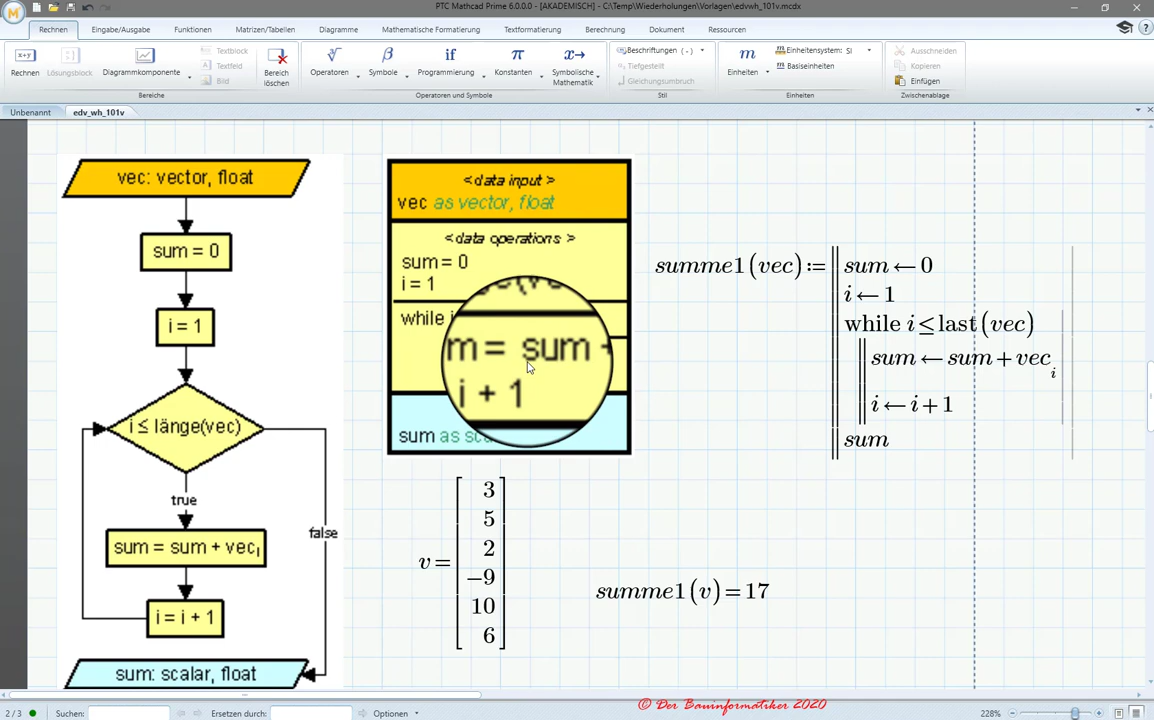 PTC Mathcad Prime 6.0.0.0 - [AKADEMISCH] - C:\Temp\Wiederholungen\Vorlagen\edvwh_101v.mcdx
Rechnen Eingabe/Ausgabe Funktionen Matrizen/Tabellen Diagramme Mathematikformatierung Textformatierung Berechnung Dokument Ressourcen
Rechnen
Lösungsblock
Diagrammkomponente
Textblock
Textfeld
Bild
Bereich löschen
Bereiche
Operatoren
Symbole
if
Programmierung
π
Konstanten
Symbolische Mathematik
Operatoren und Symbole
Beschriftungen ( - )
Tiefgestellt
Gleichungsumbruch
Stil
m
Einheiten
Einheitensystem: SI
Basiseinheiten
Einheiten
Ausschneiden
Kopieren
Einfügen
Zwischenablage
Unbenannt edv_wh_101v
vec: vector, float
sum = 0
i = 1
i ≤ länge(vec)
true
false
sum = sum + vecᵢ
i = i + 1
sum: scalar, float
< data input >
vec as vector, float
< data operations >
sum = 0
i = 1
while i
m = sum +
i + 1
sum as
summe1(vec):=
sum ← 0
i ← 1
while i ≤ last(vec)
sum ← sum + vec i
i ← i + 1
sum
v =
3
5
2
−9
10
6
summe1(v) = 17
© Der Bauinformatiker 2020
2 / 3 Suchen: Ersetzen durch: Optionen 228%